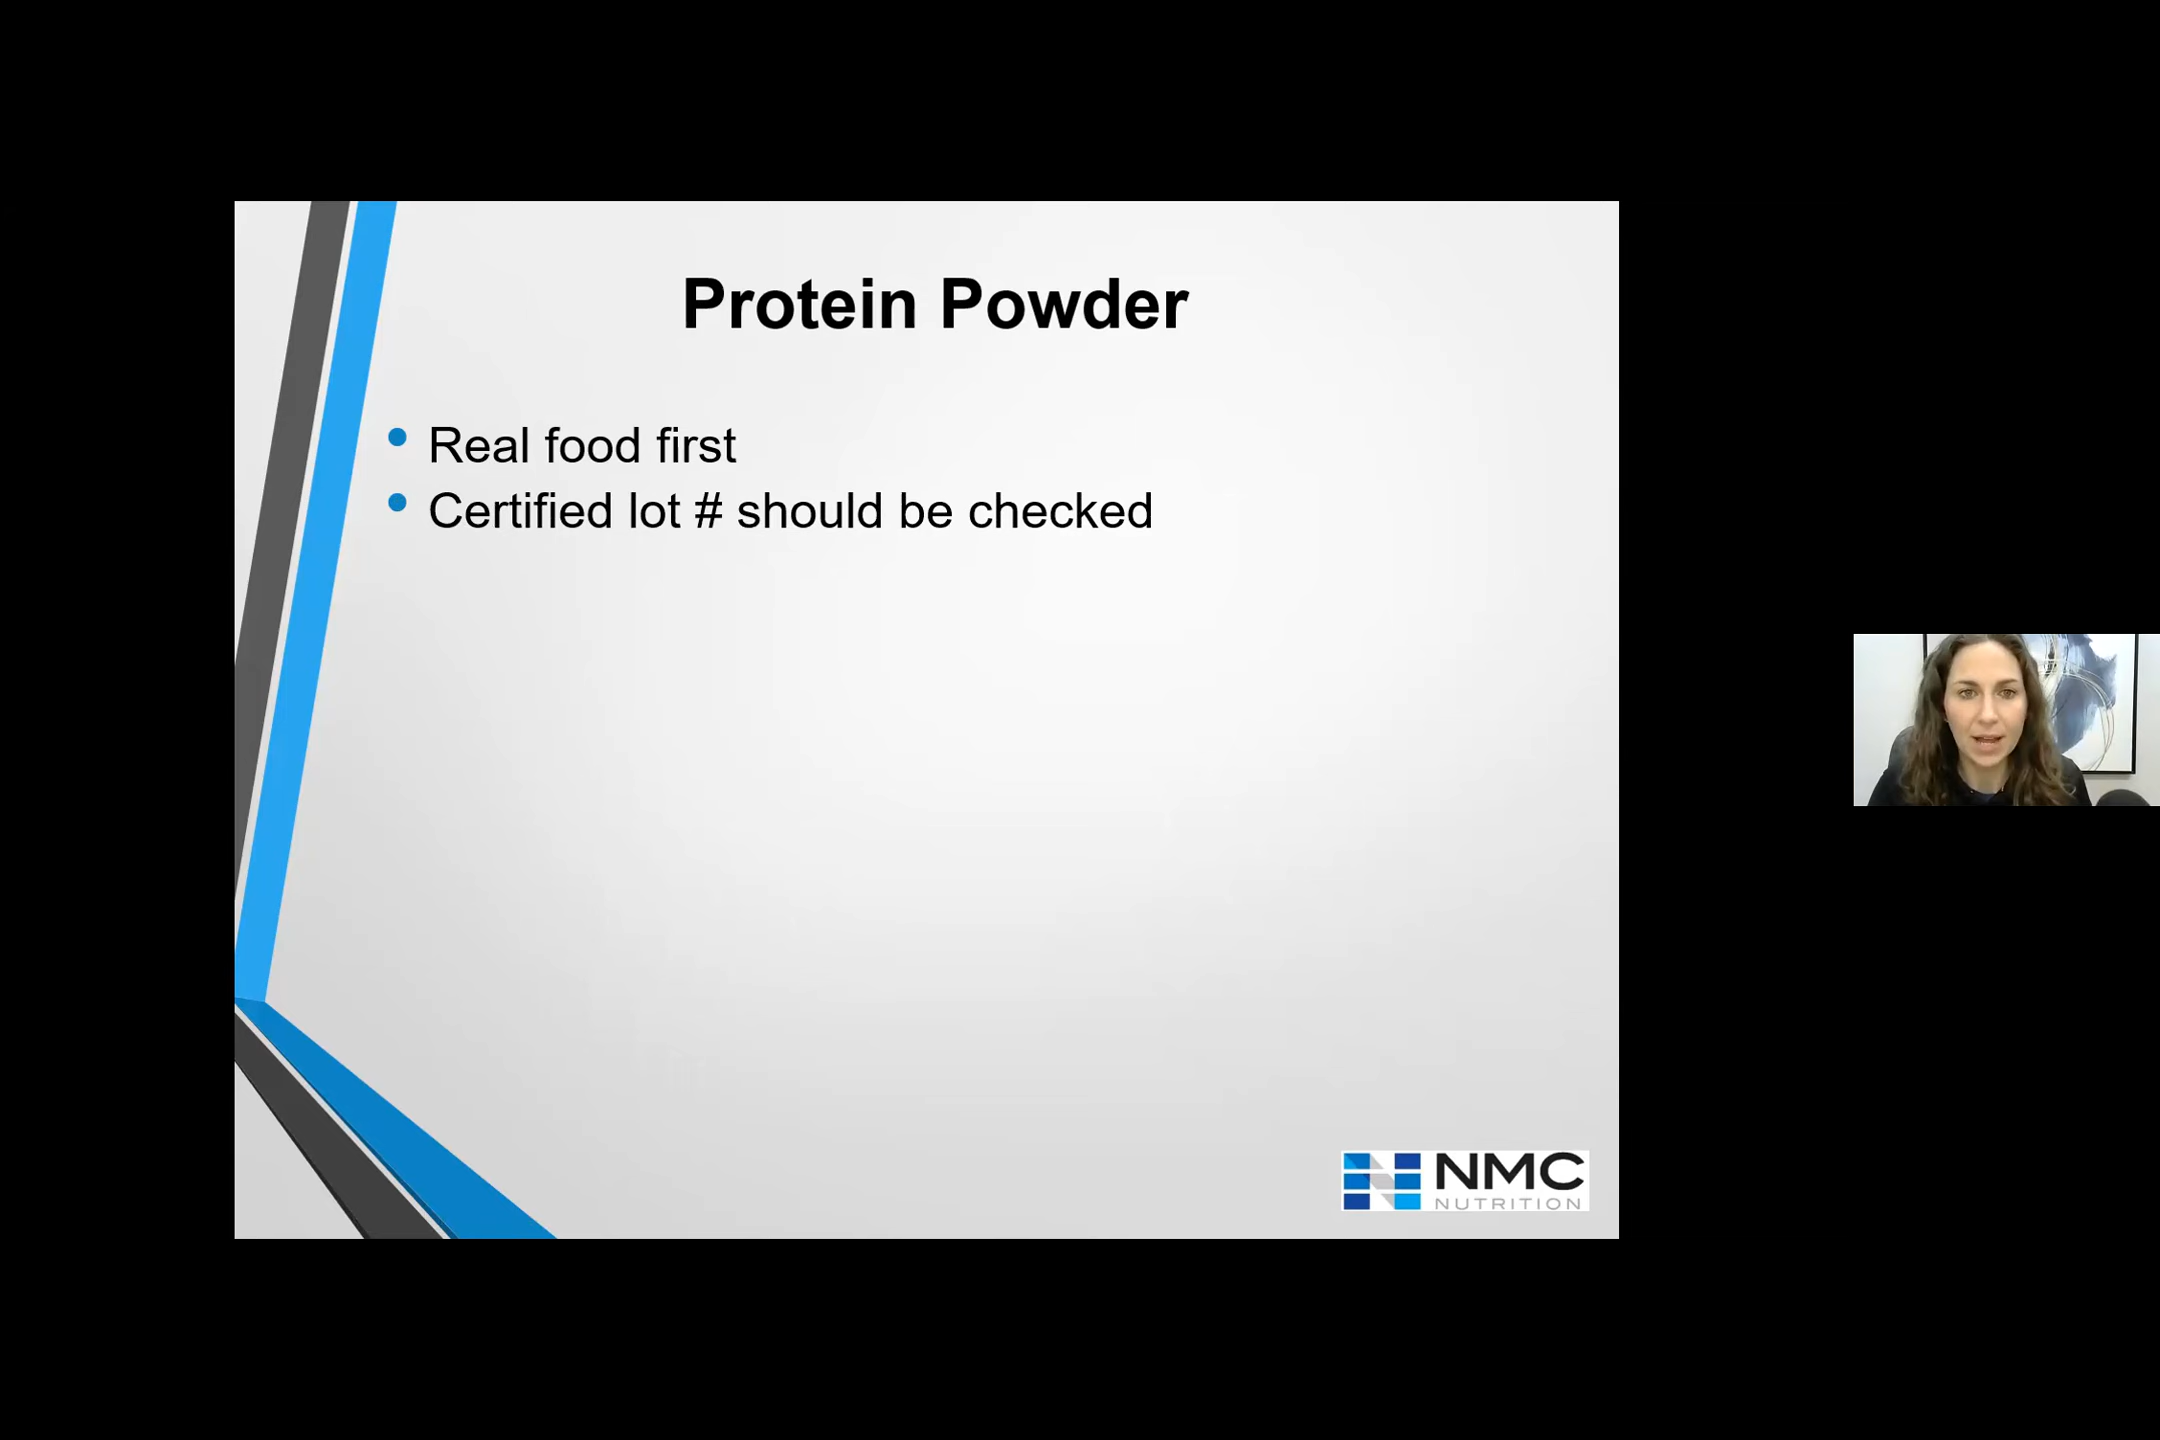 Protein Powder
Real food first
Certified lot # should be checked
NMC
NUTRITION